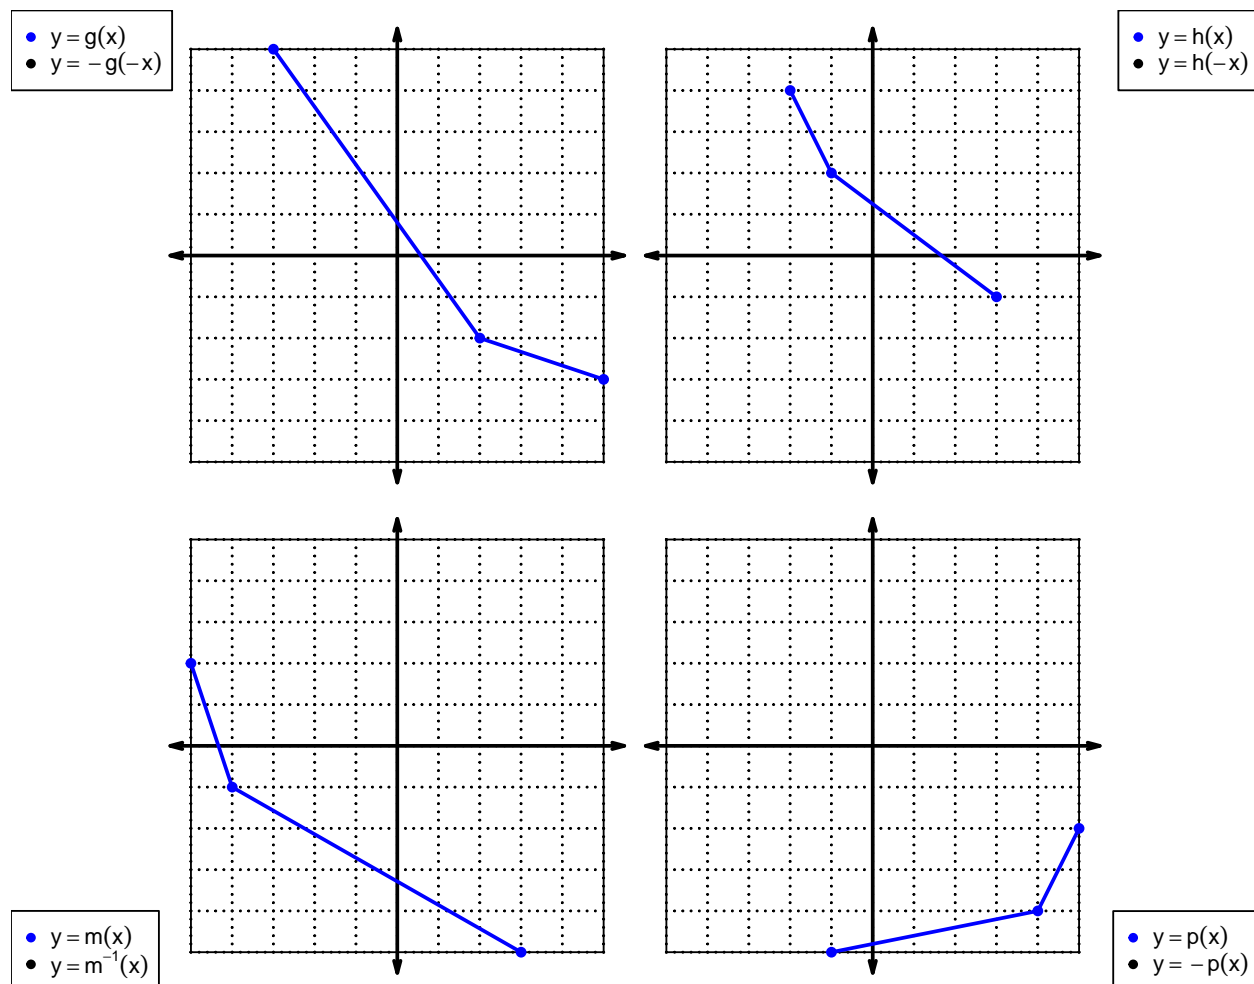 y = g(x)
y = −g(−x)
y = h(x)
y = h(−x)
y = m(x)
y = m⁻¹(x)
y = p(x)
y = −p(x)